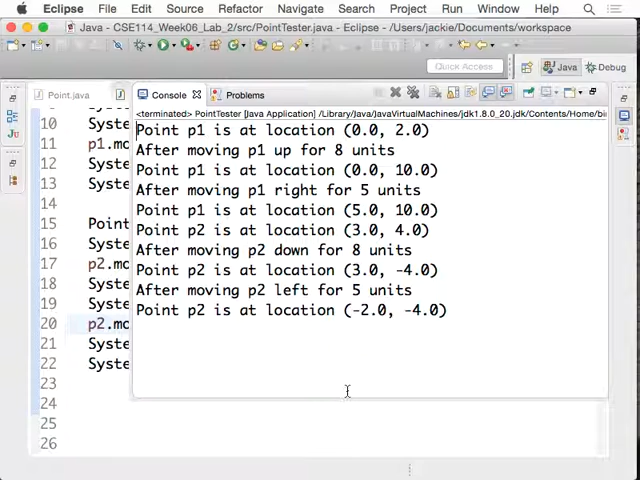 Eclipse File Edit Source Refactor Navigate Search Project Run Window Help
Java - CSE114_Week06_Lab_2/src/PointTester.java - Eclipse - /Users/jackie/Documents/workspace
Quick Access
Java Debug
Point.java
Console Problems
<terminated> PointTester [Java Application] /Library/Java/JavaVirtualMachines/jdk1.8.0_20.jdk/Contents/Home/bi
10 Syste
11 p1.mo
12 Syste
13 Syste
14
15 Point
16 Syste
17 p2.mo
18 Syste
19 Syste
20 p2.mo
21 Syste
22 Syste
23
24
25
26
Point p1 is at location (0.0, 2.0)
After moving p1 up for 8 units
Point p1 is at location (0.0, 10.0)
After moving p1 right for 5 units
Point p1 is at location (5.0, 10.0)
Point p2 is at location (3.0, 4.0)
After moving p2 down for 8 units
Point p2 is at location (3.0, -4.0)
After moving p2 left for 5 units
Point p2 is at location (-2.0, -4.0)